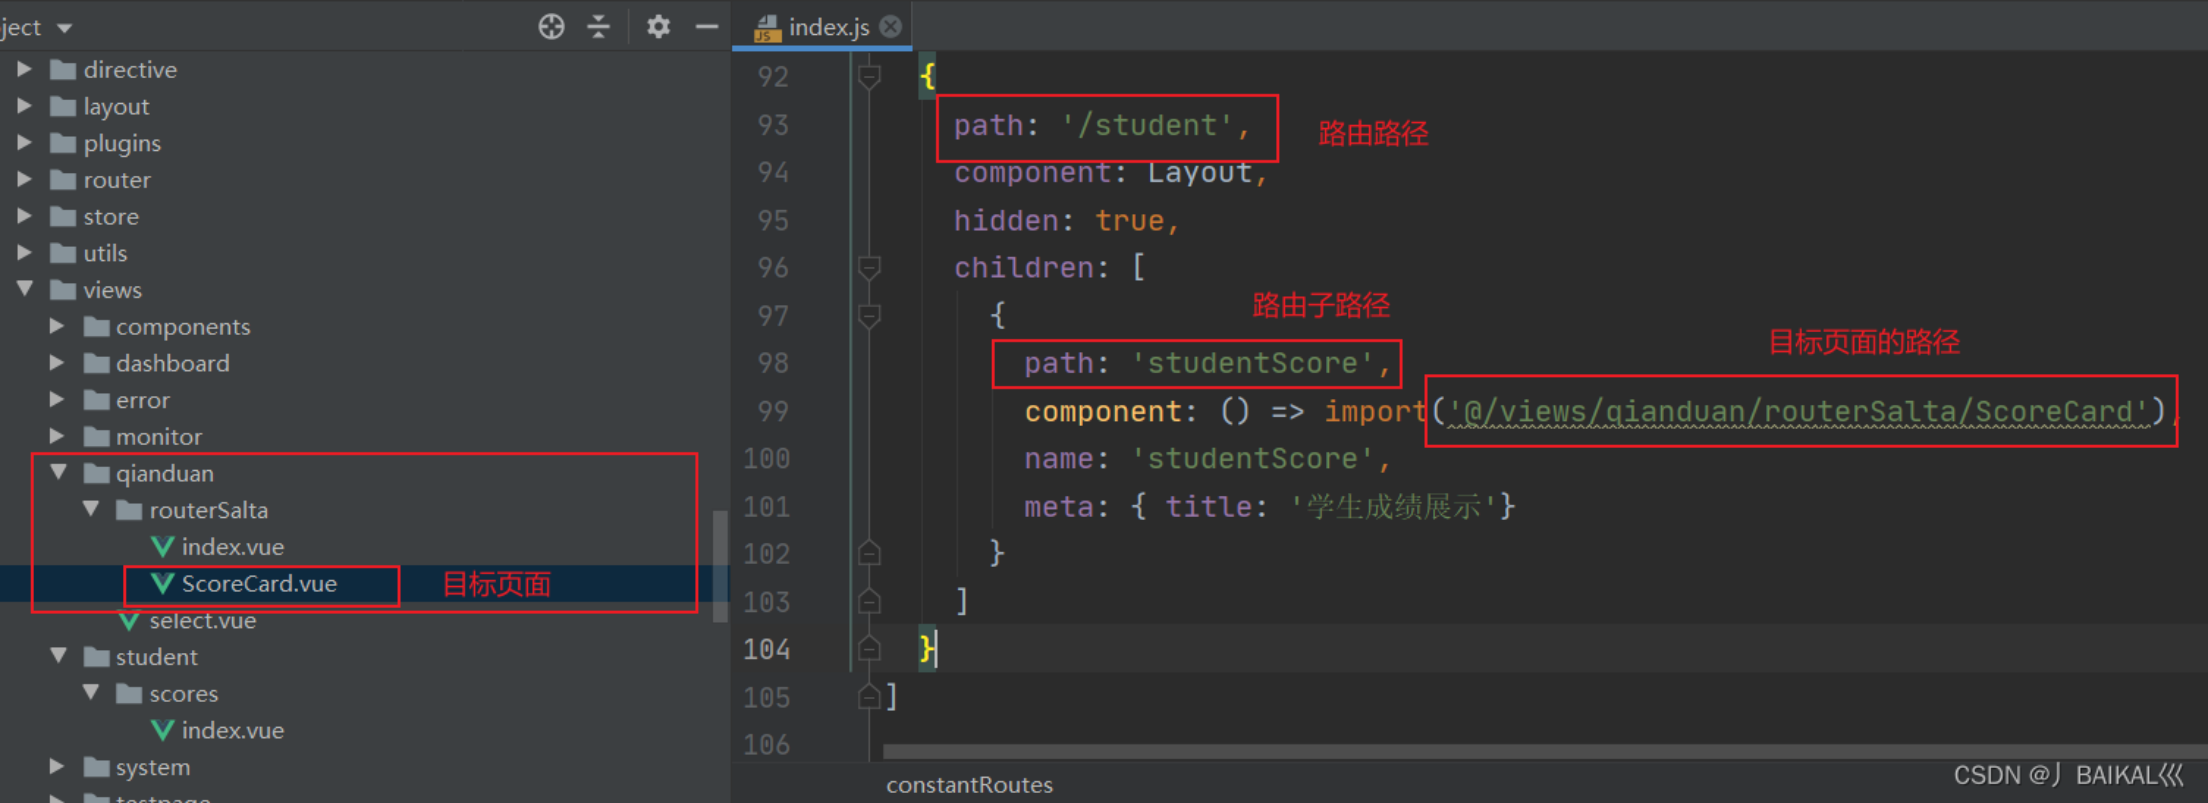 ject
directive
layout
plugins
router
store
utils
views
components
dashboard
error
monitor
qianduan
routerSalta
index.vue
ScoreCard.vue 目标页面
select.vue
student
scores
index.vue
system
testpage
index.js
92 {
93 path: '/student', 路由路径
94 component: Layout,
95 hidden: true,
96 children: [
97 { 路由子路径
98 path: 'studentScore', 目标页面的路径
99 component: () => import('@/views/qianduan/routerSalta/ScoreCard'),
100 name: 'studentScore',
101 meta: { title: '学生成绩展示'}
102 }
103 ]
104 }
105 ]
106
constantRoutes
CSDN @丿 BAIKAL巛